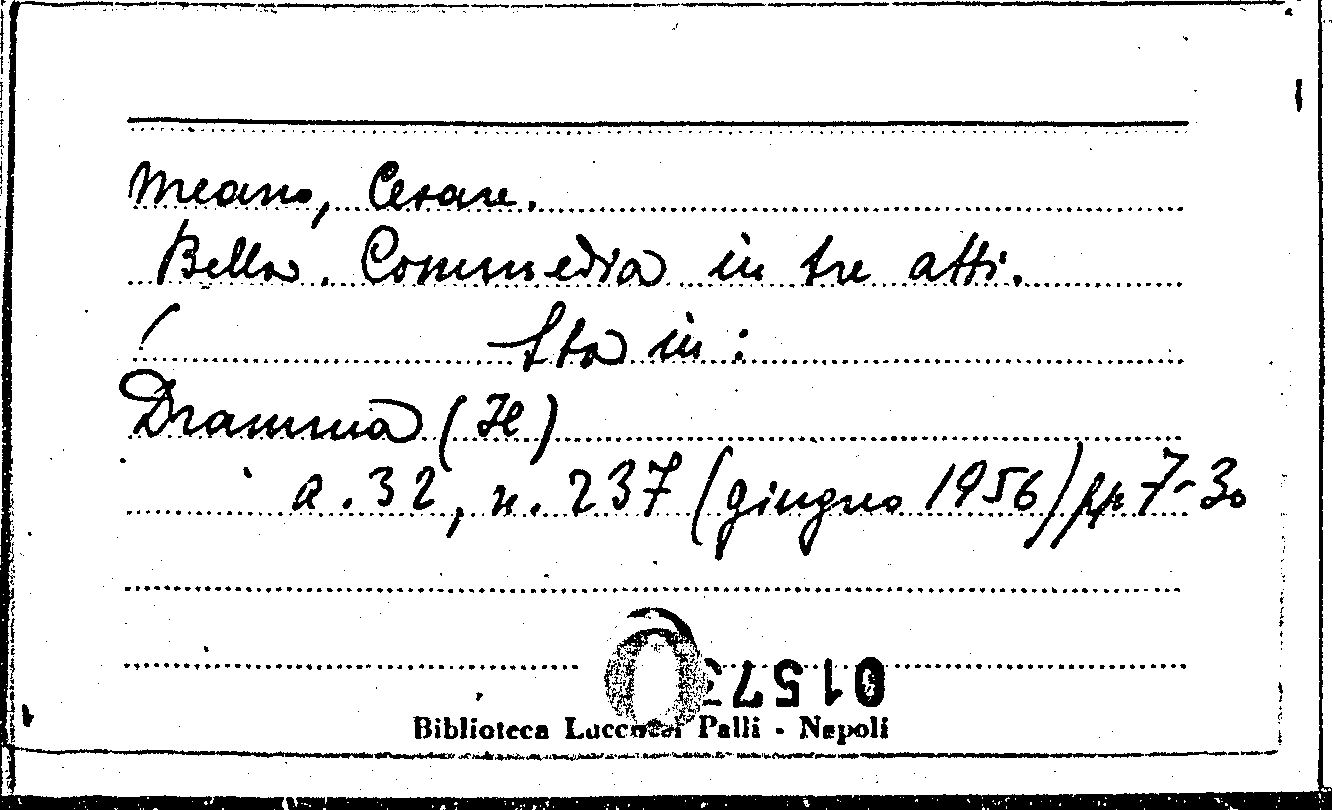 Meano, Cesare.
Bella. Commedia in tre atti.
Sta in:
Dramma (Il)
a. 32, n. 237 (giugno 1956) pp 7-30
Biblioteca Lucchesi Palli - Napoli